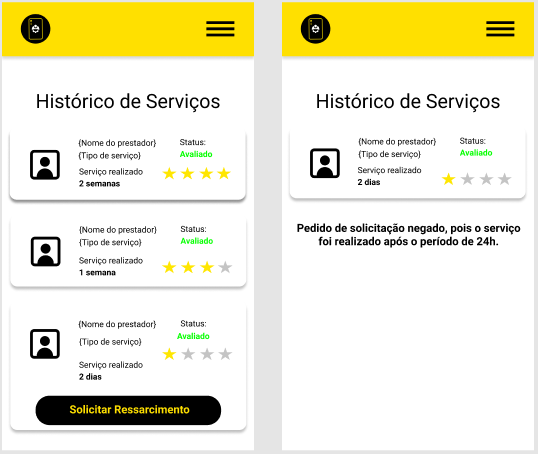 Histórico de Serviços
{Nome do prestador}
{Tipo de serviço}
Serviço realizado
2 semanas
Status:
Avaliado
{Nome do prestador}
{Tipo de serviço}
Serviço realizado
1 semana
Status:
Avaliado
{Nome do prestador}
{Tipo de serviço}
Serviço realizado
2 dias
Status:
Avaliado
Solicitar Ressarcimento
Histórico de Serviços
{Nome do prestador}
{Tipo de serviço}
Serviço realizado
2 dias
Status:
Avaliado
Pedido de solicitação negado, pois o serviço
foi realizado após o período de 24h.